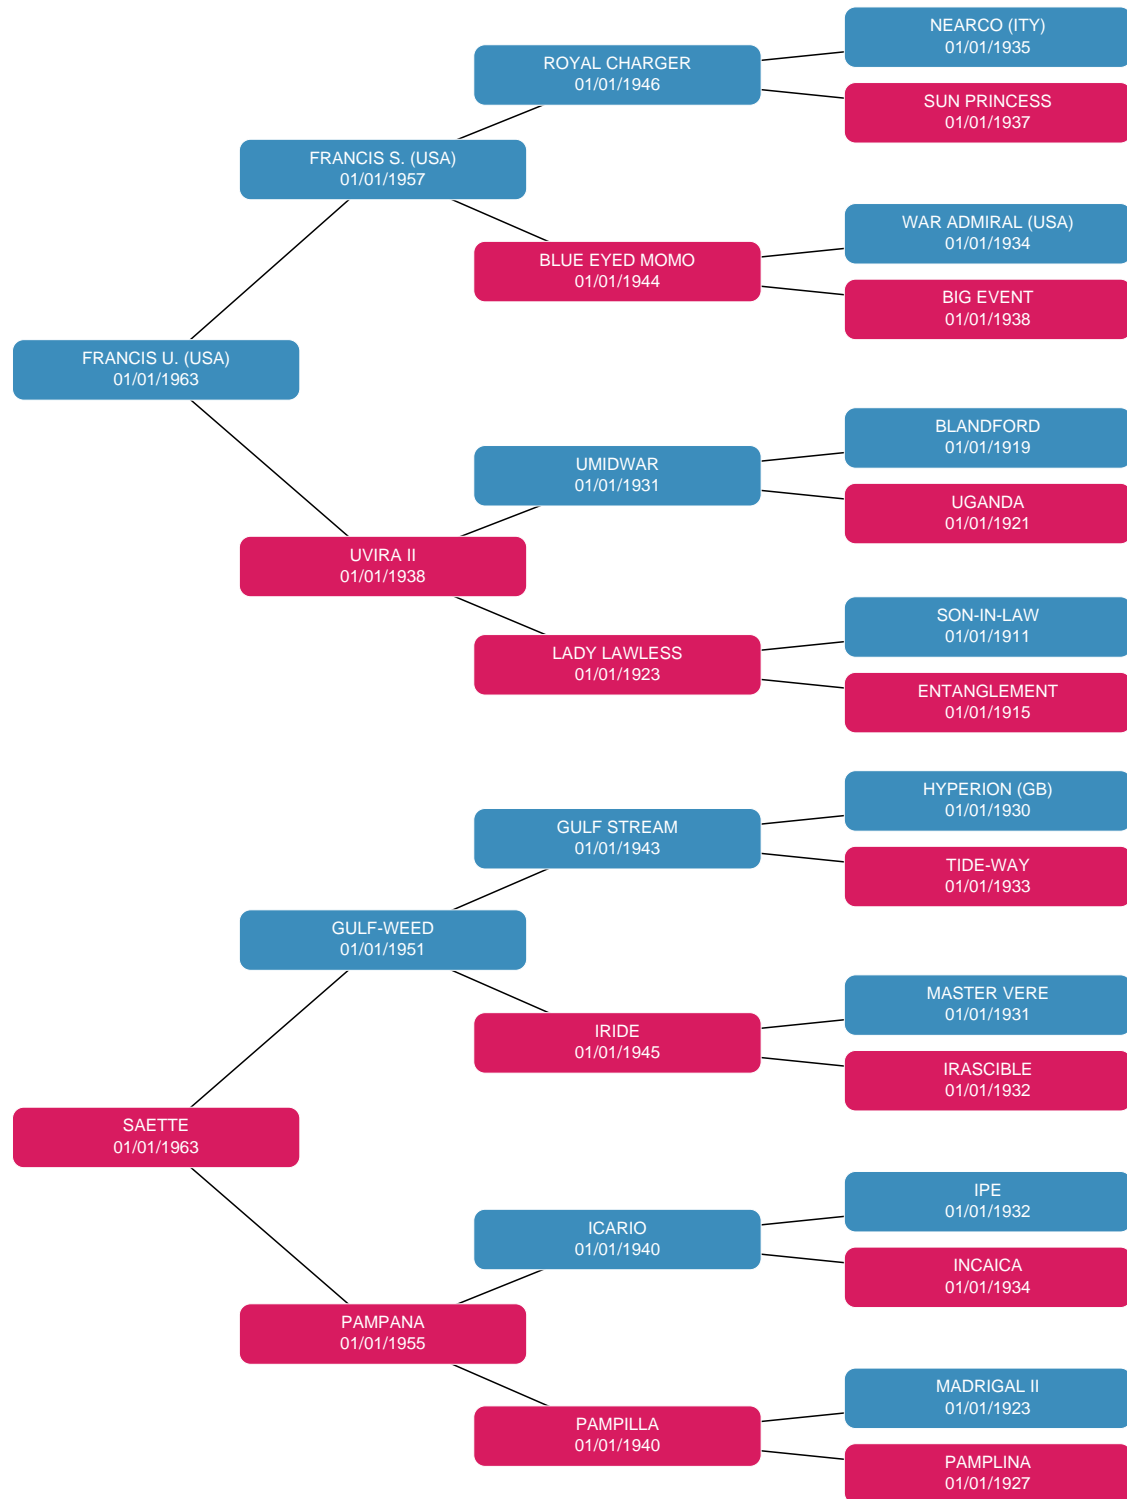 NEARCO (ITY)
01/01/1935
ROYAL CHARGER
01/01/1946
SUN PRINCESS
01/01/1937
FRANCIS S. (USA)
01/01/1957
WAR ADMIRAL (USA)
01/01/1934
BLUE EYED MOMO
01/01/1944
BIG EVENT
01/01/1938
FRANCIS U. (USA)
01/01/1963
BLANDFORD
01/01/1919
UMIDWAR
01/01/1931
UGANDA
01/01/1921
UVIRA II
01/01/1938
SON-IN-LAW
01/01/1911
LADY LAWLESS
01/01/1923
ENTANGLEMENT
01/01/1915
HYPERION (GB)
01/01/1930
GULF STREAM
01/01/1943
TIDE-WAY
01/01/1933
GULF-WEED
01/01/1951
MASTER VERE
01/01/1931
IRIDE
01/01/1945
IRASCIBLE
01/01/1932
SAETTE
01/01/1963
IPE
01/01/1932
ICARIO
01/01/1940
INCAICA
01/01/1934
PAMPANA
01/01/1955
MADRIGAL II
01/01/1923
PAMPILLA
01/01/1940
PAMPLINA
01/01/1927